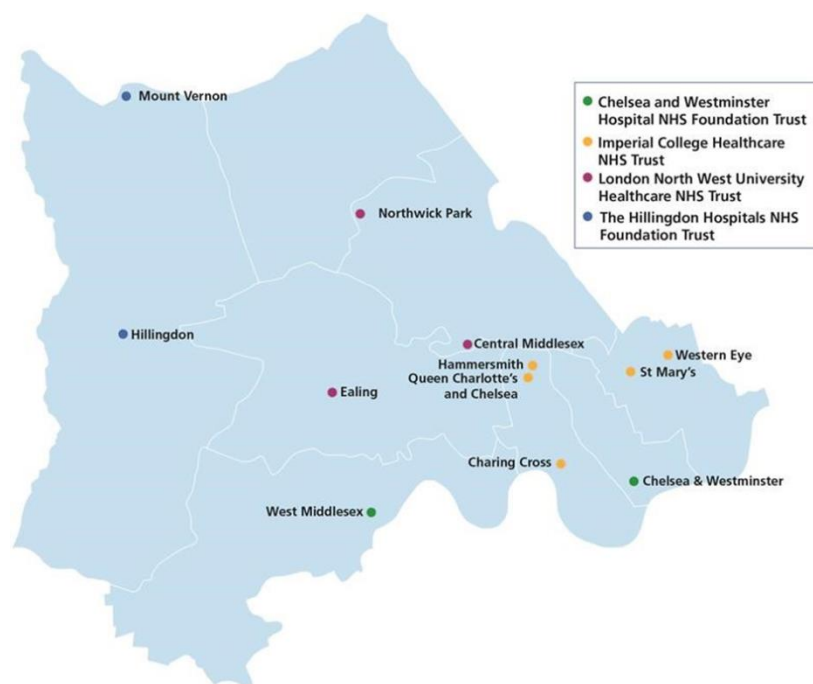 Mount Vernon
Chelsea and Westminster
Hospital NHS Foundation Trust
Imperial College Healthcare
NHS Trust
London North West University
Healthcare NHS Trust
The Hillingdon Hospitals NHS
Foundation Trust
Northwick Park
Hillingdon
Central Middlesex
Western Eye
Hammersmith
St Mary's
Queen Charlotte's
and Chelsea
Ealing
Charing Cross
Chelsea & Westminster
West Middlesex